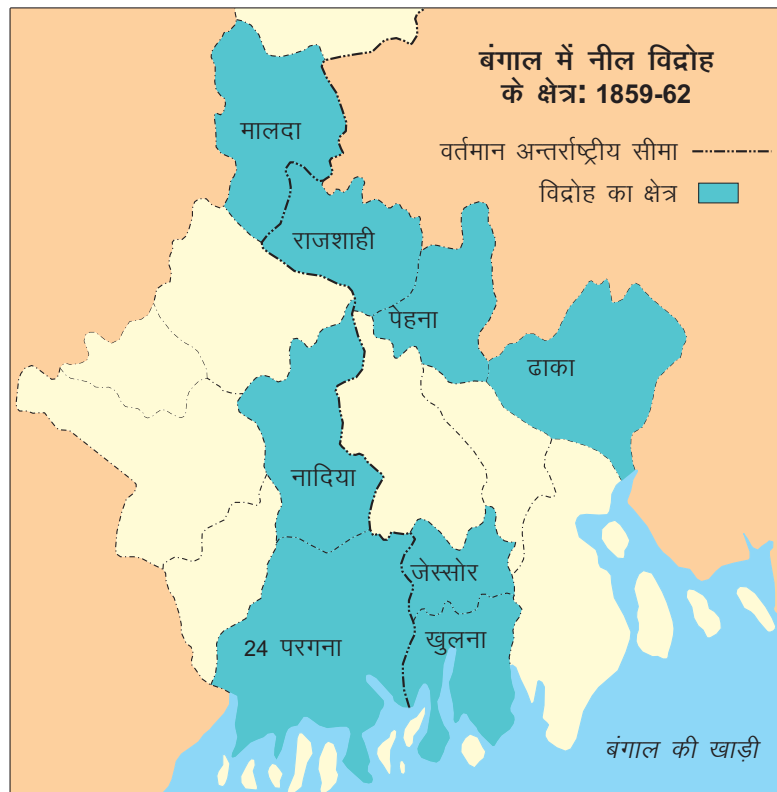 बंगाल में नील विद्रोह
के क्षेत्र: 1859-62
वर्तमान अन्तर्राष्ट्रीय सीमा
विद्रोह का क्षेत्र
मालदा
राजशाही
पेहना
ढाका
नादिया
जेस्सोर
24 परगना
खुलना
बंगाल की खाड़ी